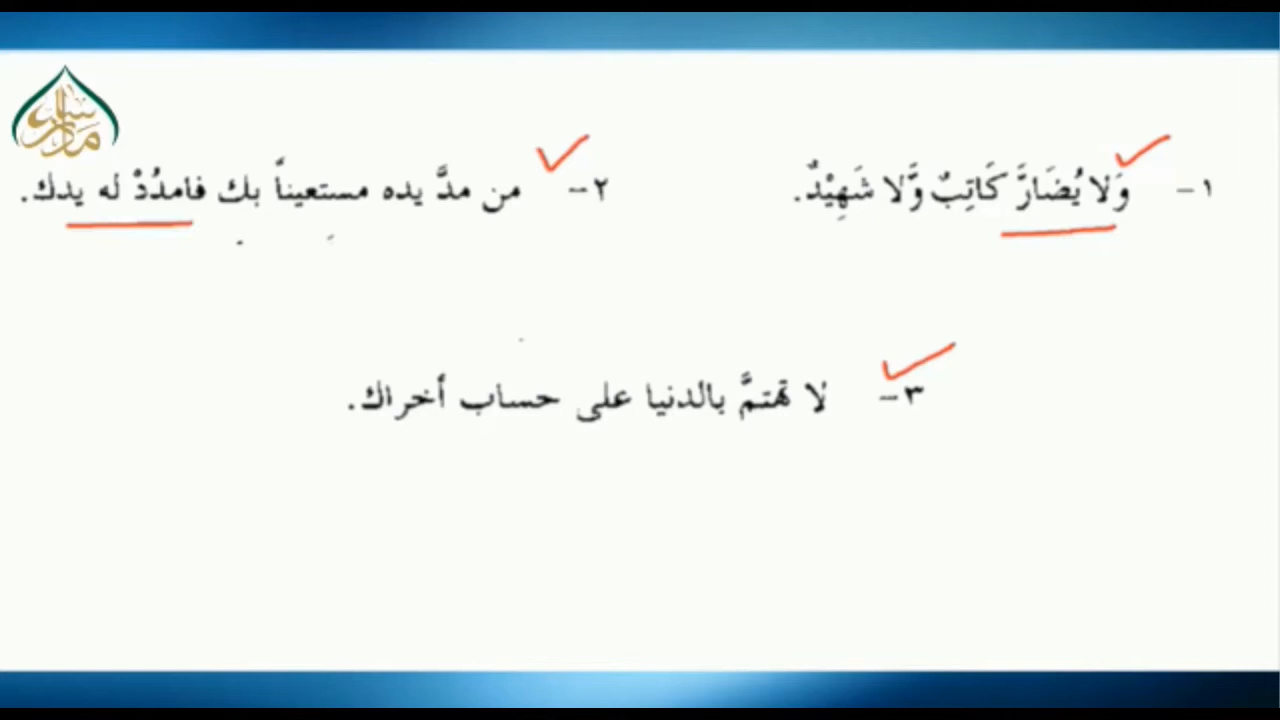 ١- وَلا يُضَارَّ كَاتِبٌ وَّلا شَهِيْدٌ.
٢- من مدَّ يده مستعيناً بك فامدُدْ له يدك.
٣- لا تهتمَّ بالدنيا على حساب أخراك.